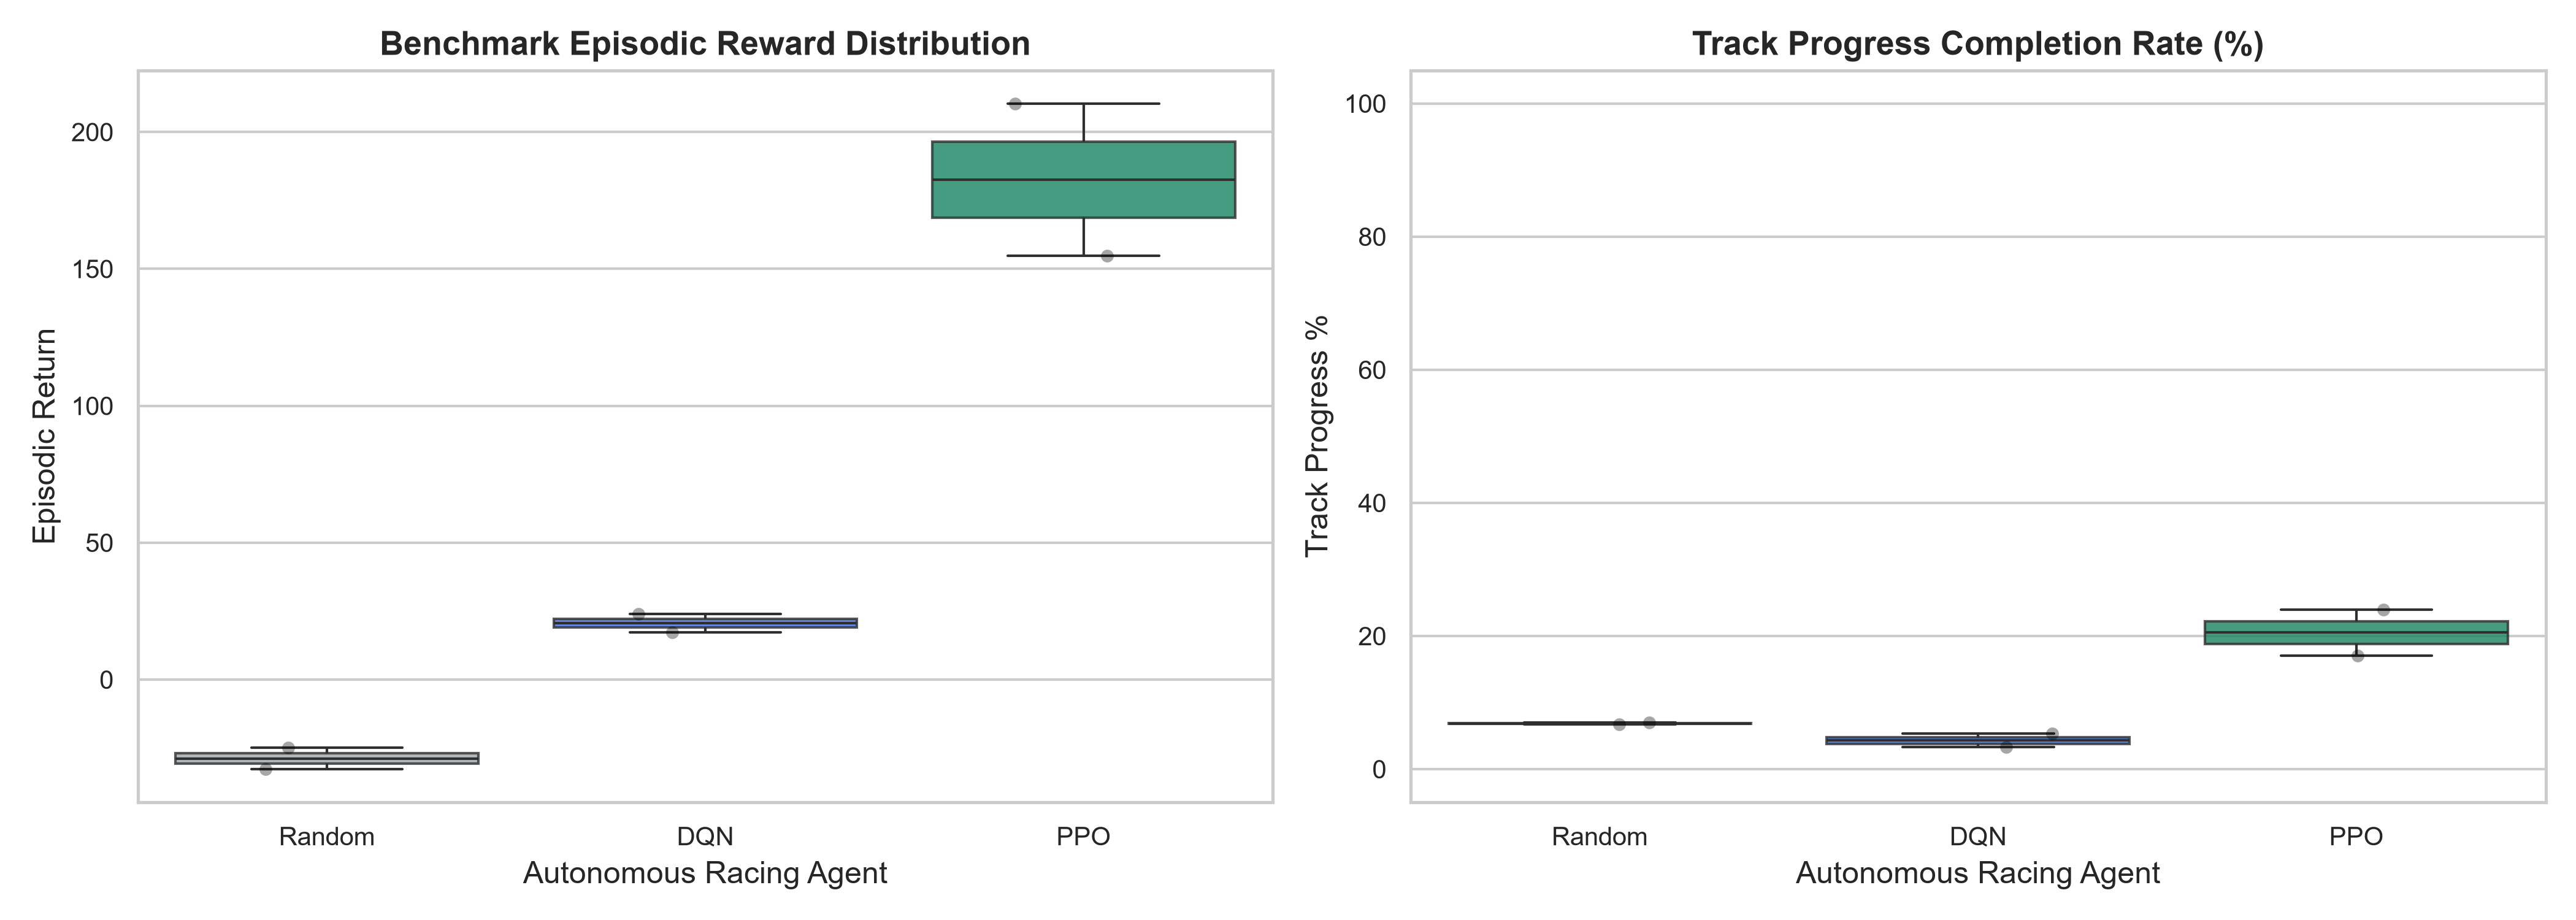 Benchmark Episodic Reward Distribution
Episodic Return
200
150
100
50
0
Random
DQN
PPO
Autonomous Racing Agent
Track Progress Completion Rate (%)
Track Progress %
100
80
60
40
20
0
Random
DQN
PPO
Autonomous Racing Agent